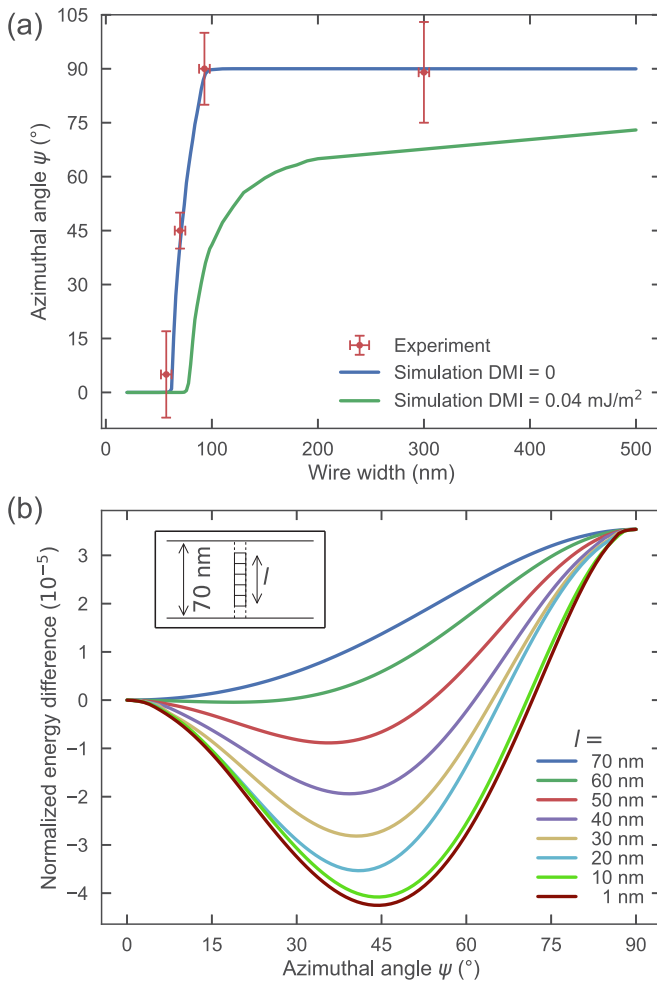 (a)
105
90
75
60
45
30
15
0
Azimuthal angle ψ (°)
Experiment
Simulation DMI = 0
Simulation DMI = 0.04 mJ/m²
0 100 200 300 400 500
Wire width (nm)
(b)
3
2
1
0
−1
−2
−3
−4
Normalized energy difference (10⁻⁵)
70 nm
l
l =
70 nm
60 nm
50 nm
40 nm
30 nm
20 nm
10 nm
1 nm
0 15 30 45 60 75 90
Azimuthal angle ψ (°)